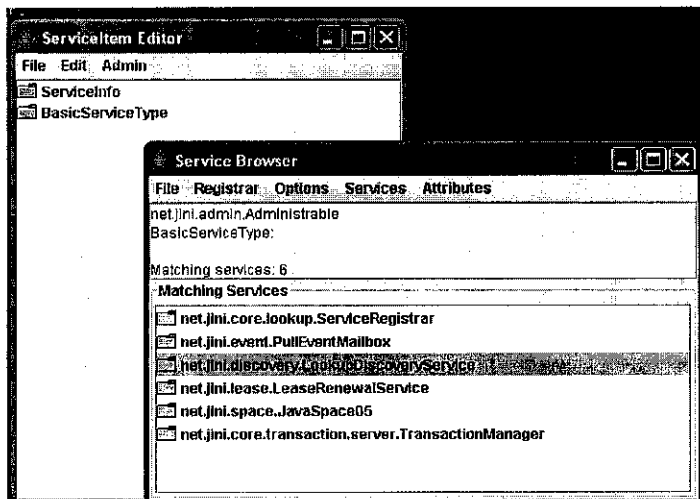 ServiceItem Editor
File Edit Admin
ServiceInfo
BasicServiceType
Service Browser
File Registrar Options Services Attributes
net.jini.admin.Administrable
BasicServiceType:
Matching services: 6
Matching Services
net.jini.core.lookup.ServiceRegistrar
net.jini.event.PullEventMailbox
net.jini.discovery.LookupDiscoveryService
net.jini.lease.LeaseRenewalService
net.jini.space.JavaSpace05
net.jini.core.transaction.server.TransactionManager